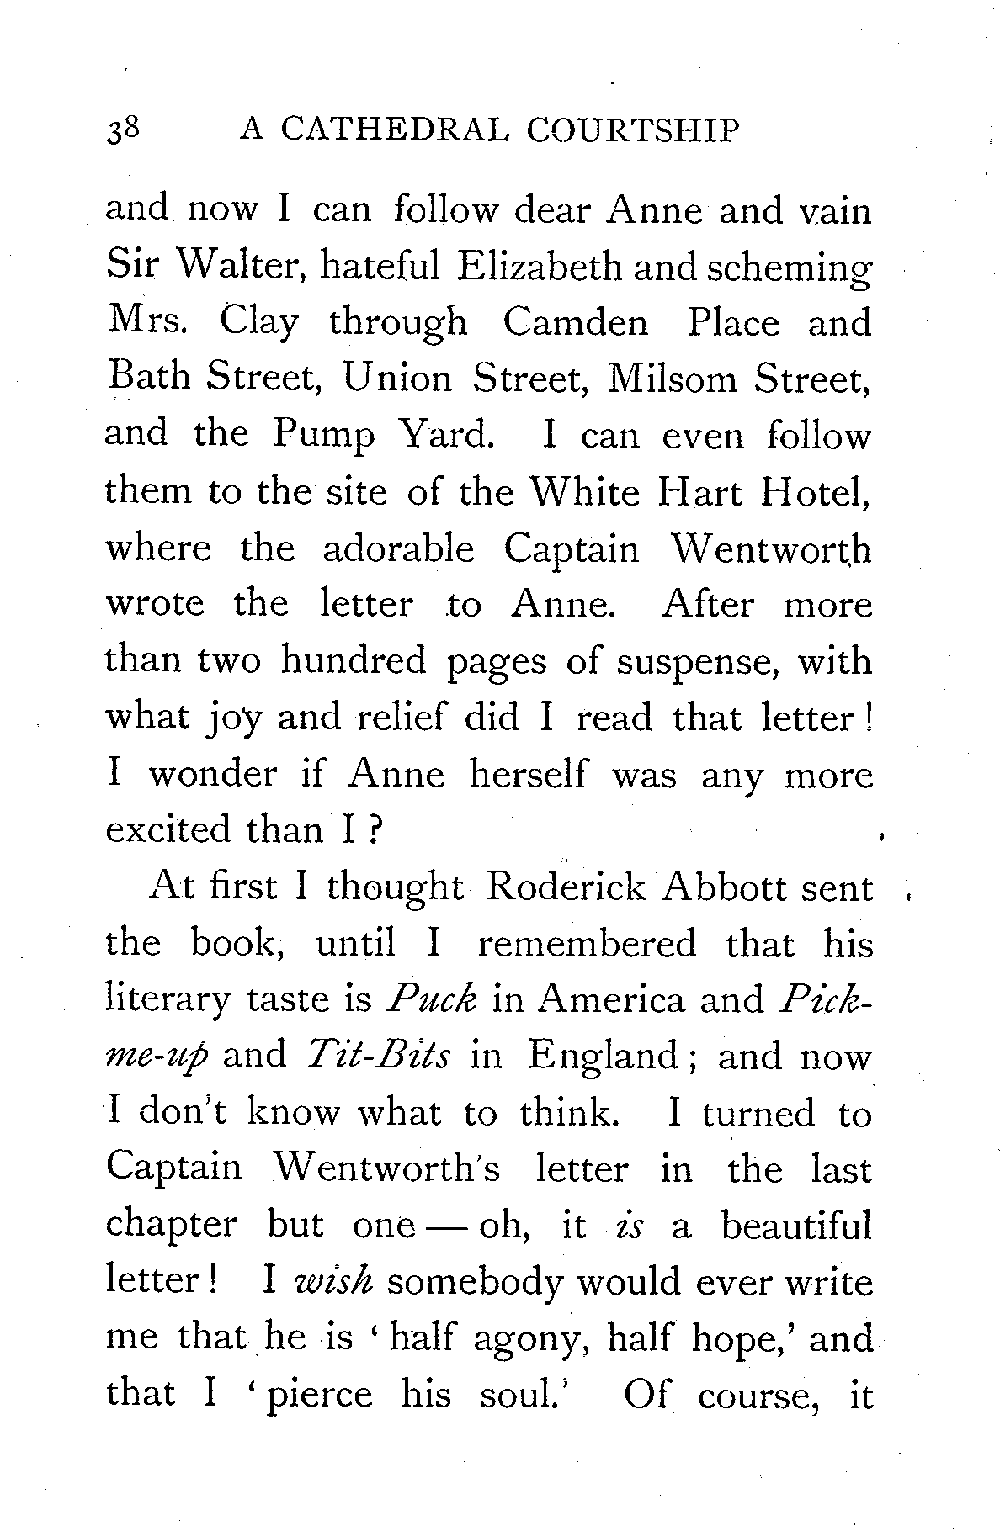 38 A CATHEDRAL COURTSHIP
and now I can follow dear Anne and vain
Sir Walter, hateful Elizabeth and scheming
Mrs. Clay through Camden Place and
Bath Street, Union Street, Milsom Street,
and the Pump Yard. I can even follow
them to the site of the White Hart Hotel,
where the adorable Captain Wentworth
wrote the letter to Anne. After more
than two hundred pages of suspense, with
what joy and relief did I read that letter!
I wonder if Anne herself was any more
excited than I?
At first I thought Roderick Abbott sent
the book, until I remembered that his
literary taste is Puck in America and Pick-
me-up and Tit-Bits in England; and now
I don't know what to think. I turned to
Captain Wentworth's letter in the last
chapter but one — oh, it is a beautiful
letter! I wish somebody would ever write
me that he is ‘half agony, half hope,’ and
that I ‘pierce his soul.’ Of course, it